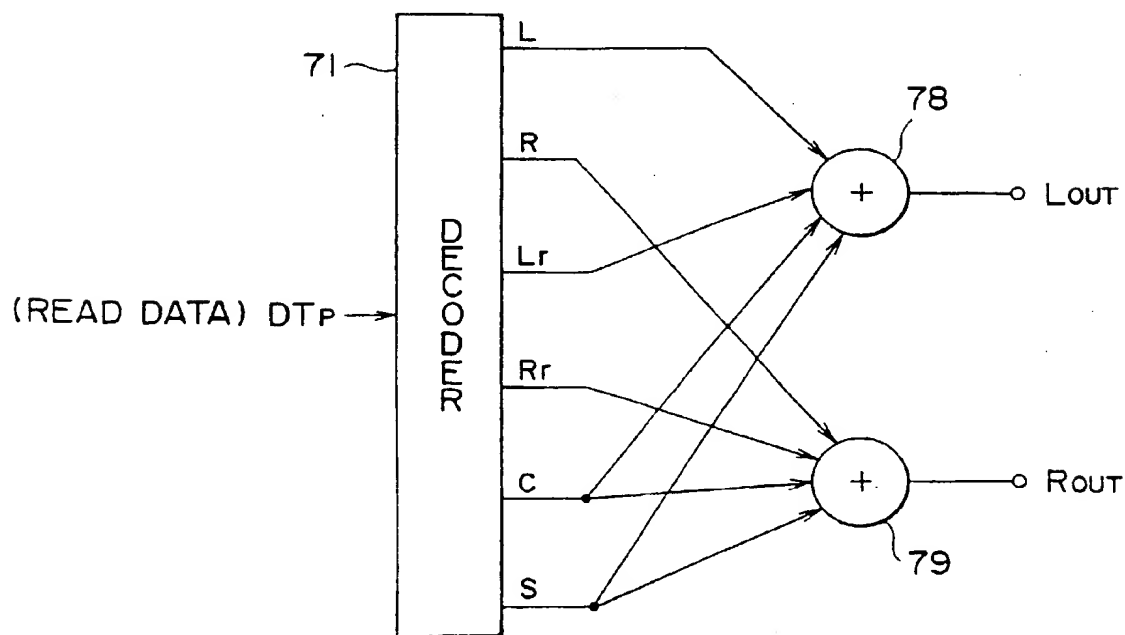 71
L
78
R
+
LOUT
Lr
DECODER
(READ DATA) DTP
Rr
C
+
ROUT
79
S